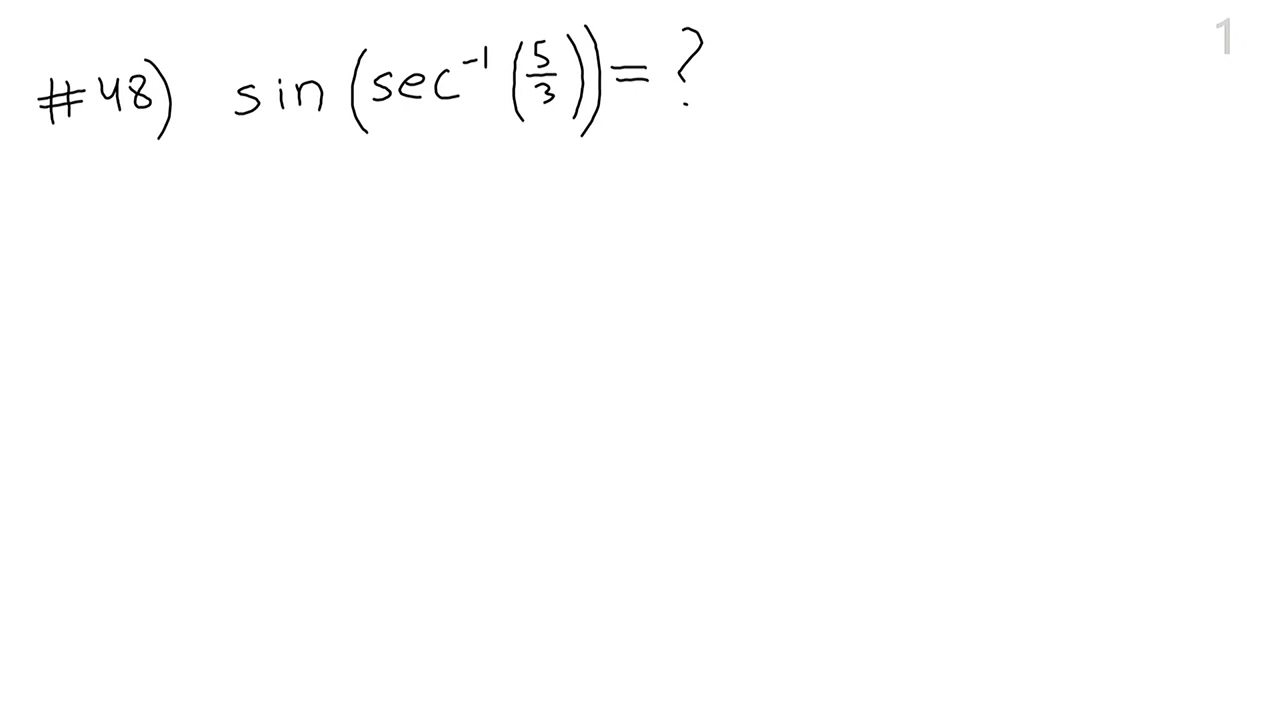 #48) sin(sec⁻¹(5/3))= ?
1